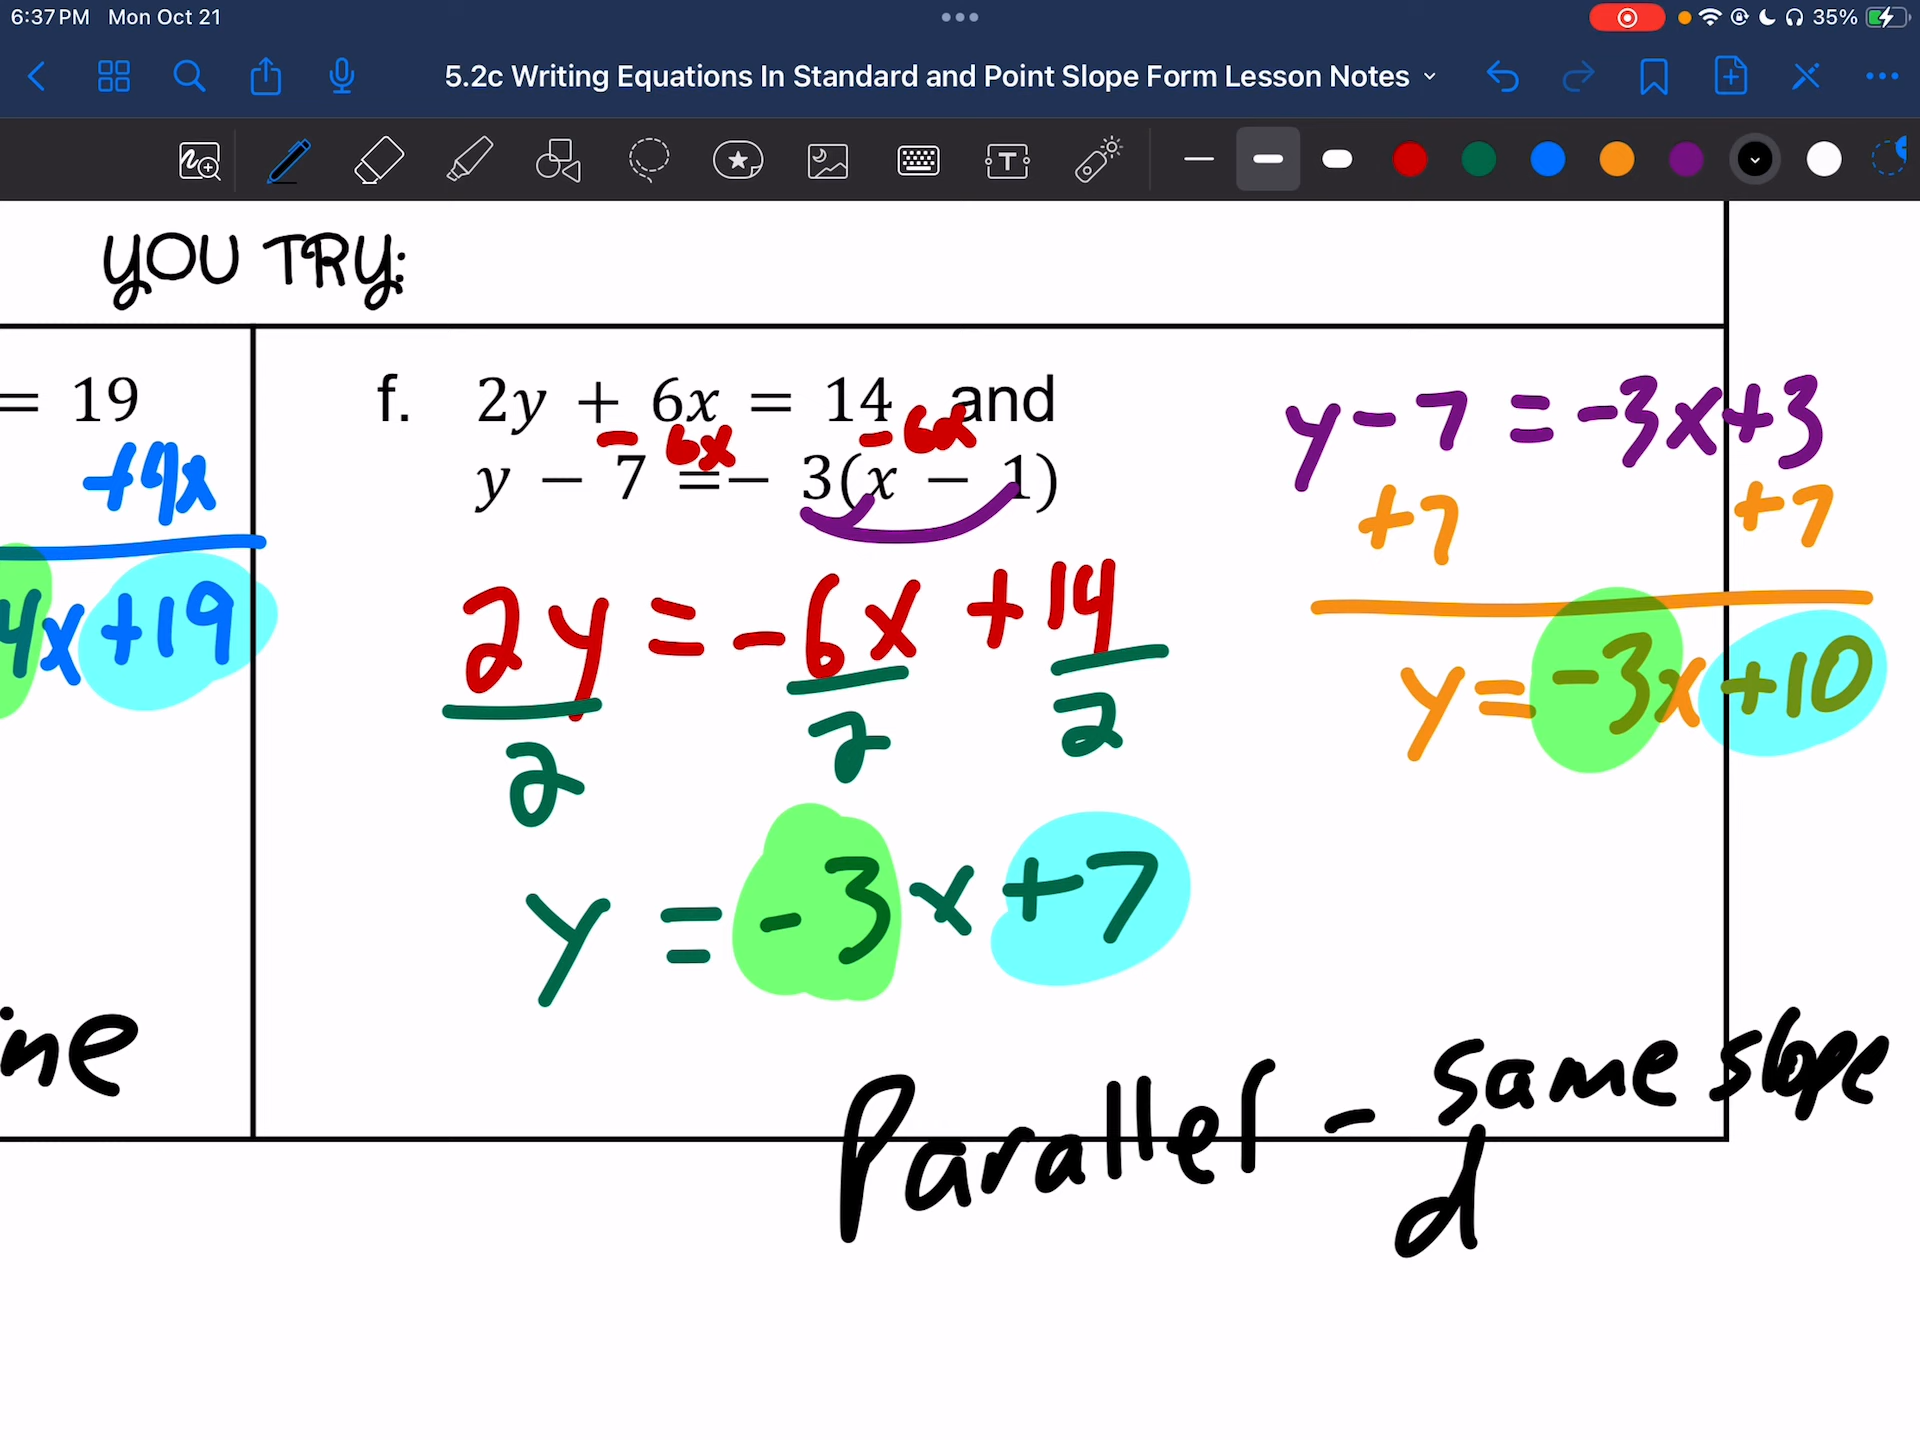 6:37 PM Mon Oct 21
35%
5.2c Writing Equations In Standard and Point Slope Form Lesson Notes
T
YOU TRY:
= 19
+4x
4x +19
ine
f. 2y + 6x = 14 and
- 6x - 6x
y − 7 =− 3(x − 1)
2y = -6x + 14
2 2 2
y = -3x +7
y - 7 = -3x + 3
+7 +7
y = -3x +10
Parallel - same slope
d